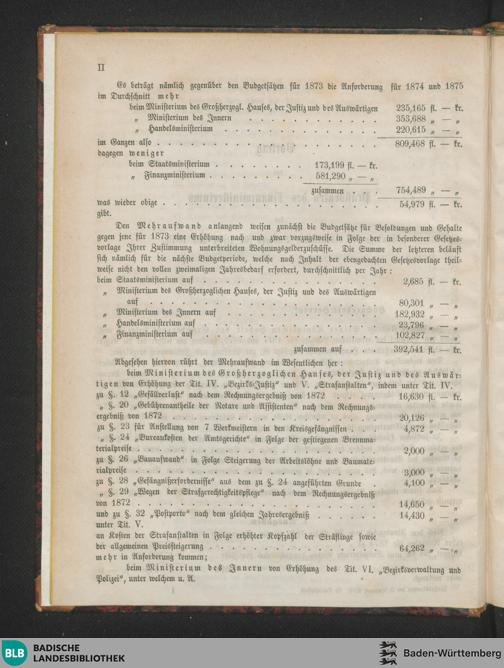 II
Es beträgt nämlich gegenüber den Budgetsätzen für 1873 die Anforderung für 1874 und 1875
im Durchschnitt mehr
beim Ministerium des Großherzogl. Hauses, der Justiz und des Auswärtigen 235,165 fl. — kr.
„ Ministerium des Innern . . . . . . . . . . 353,688 „ — „
„ Handelsministerium . . . . . . . . . . 220,615 „ — „
im Ganzen also . . . . . . . . . . 809,468 fl. — kr.
dagegen weniger
beim Staatsministerium . . . . . . . . 173,199 fl. — kr.
„ Finanzministerium . . . . . . . . 581,290 „ — „
zusammen . . . 754,489 „ — „
was wieder obige . . . . . . . . . . 54,979 fl. — kr.
gibt.
Den Mehraufwand anlangend weisen zunächst die Budgetsätze für Besoldungen und Gehalte
gegen jene für 1873 eine Erhöhung nach und zwar vorzugsweise in Folge der in besonderer Gesetzes-
vorlage Ihrer Zustimmung unterbreiteten Wohnungsgeldzuschüsse. Die Summe der letzteren beläuft
sich nämlich für die nächste Budgetperiode, welche nach Inhalt der ebengedachten Gesetzesvorlage theil-
weise nicht den vollen zweimaligen Jahresbedarf erfordert, durchschnittlich per Jahr:
beim Staatsministerium auf . . . . . . . . . . 2,685 fl. — kr.
„ Ministerium des Großherzoglichen Hauses, der Justiz und des Auswärtigen
auf . . . . . . . . . . 80,301 „ — „
„ Ministerium des Innern auf . . . . . . . . . . 182,932 „ — „
„ Handelsministerium auf . . . . . . . . . . 23,796 „ — „
„ Finanzministerium auf . . . . . . . . . . 102,827 „ — „
zusammen auf . . . 392,541 fl. — kr.
Abgesehen hiervon rührt der Mehraufwand im Wesentlichen her:
beim Ministerium des Großherzoglichen Hauses, der Justiz und des Auswär-
tigen von Erhöhung der Tit. IV. „Bezirks-Justiz“ und V. „Strafanstalten“, indem unter Tit. IV.
zu §. 12 „Gefällverlust“ nach dem Rechnungsergebniß von 1872 . . . . 16,630 fl. — kr.
„ §. 20 „Gebührenantheile der Notare und Assistenten“ nach dem Rechnungs-
ergebniß von 1872 . . . . . . . . . . 20,126 „ — „
zu §. 23 für Anstellung von 7 Werkmeistern in den Kreisgefängnissen . . . 4,872 „ — „
„ §. 24 „Bureaukosten der Amtsgerichte“ in Folge der gestiegenen Brennma-
terialpreise . . . . . . . . . . 2,000 „ — „
zu §. 26 „Bauaufwand“ in Folge Steigerung der Arbeitslöhne und Baumate-
rialpreise . . . . . . . . . . 3,000 „ — „
zu §. 28 „Gefängnißerfordernisse“ aus dem zu §. 24 angeführten Grunde . . 4,100 „ — „
„ §. 29 „Wegen der Strafgerechtigkeitspflege“ nach dem Rechnungsergebniß
von 1872 . . . . . . . . . . 14,650 „ — „
und zu §. 32 „Postporto“ nach dem gleichen Jahresergebniß . . . . 14,430 „ — „
unter Tit. V.
an Kosten der Strafanstalten in Folge erhöhter Kopfzahl der Sträflinge sowie
der allgemeinen Preissteigerung . . . . . . . . . . 64,262 „ — „
mehr in Anforderung kommen;
beim Ministerium des Innern von Erhöhung des Tit. VI. „Bezirksverwaltung und
Polizei“, unter welchem u. A.
BLB BADISCHE
LANDESBIBLIOTHEK
Baden-Württemberg